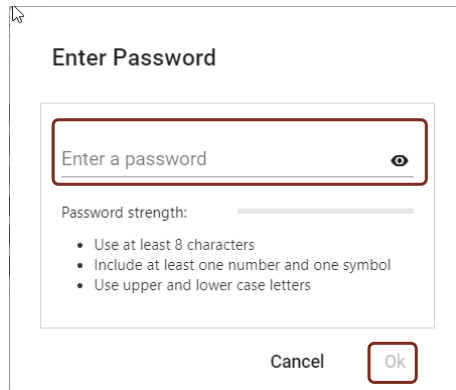 Enter Password
Enter a password
Password strength:
• Use at least 8 characters
• Include at least one number and one symbol
• Use upper and lower case letters
Cancel Ok